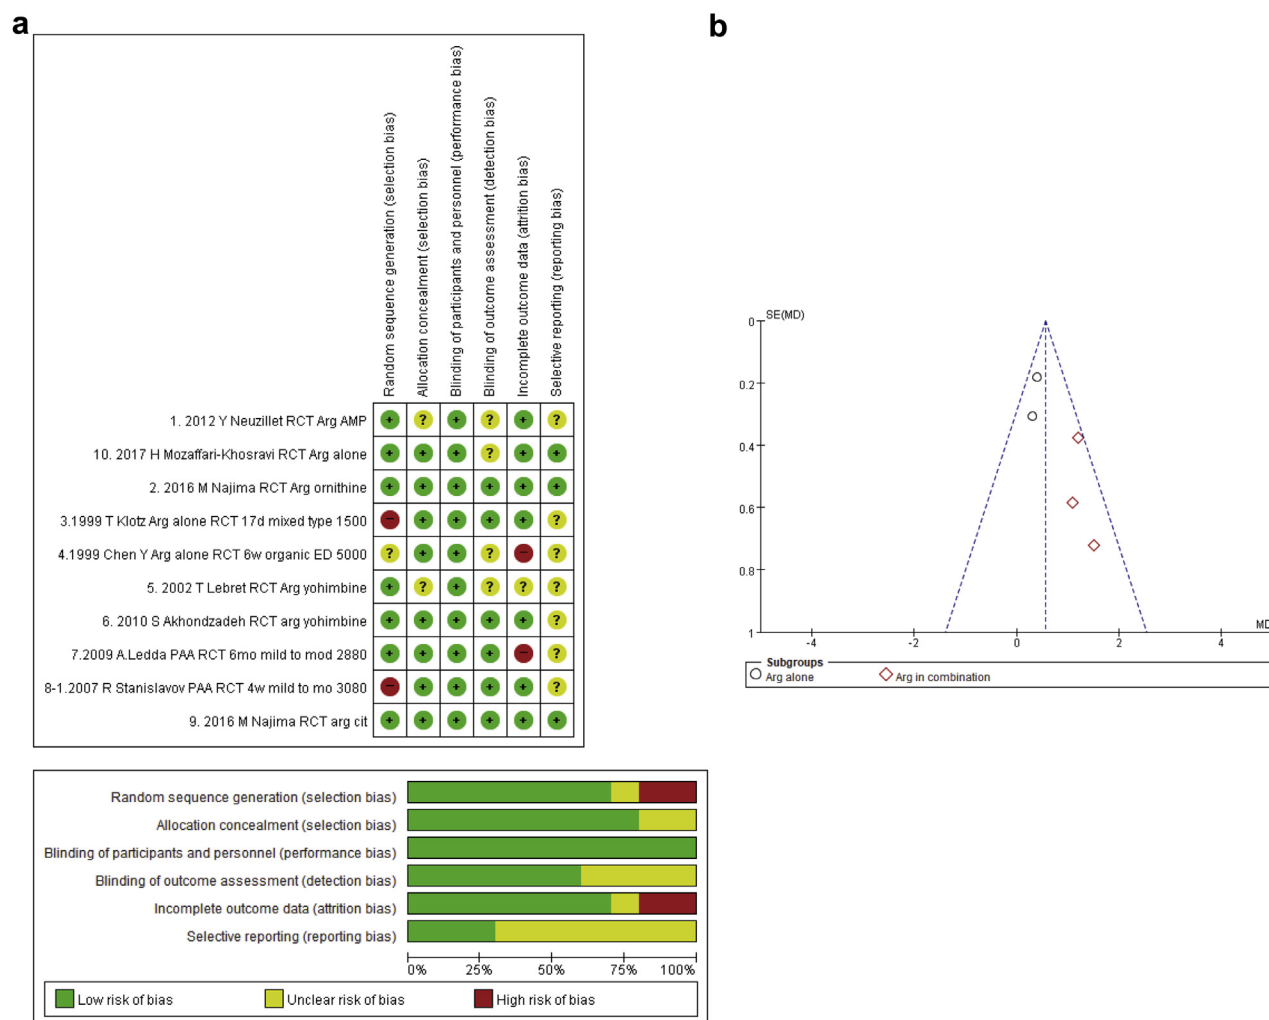 a
b
Random sequence generation (selection bias)
Allocation concealment (selection bias)
Blinding of participants and personnel (performance bias)
Blinding of outcome assessment (detection bias)
Incomplete outcome data (attrition bias)
Selective reporting (reporting bias)
1. 2012 Y Neuzillet RCT Arg AMP + ? + ? + ?
10. 2017 H Mozaffari-Khosravi RCT Arg alone + + + ? + +
2. 2016 M Najima RCT Arg ornithine + + + + + +
3.1999 T Klotz Arg alone RCT 17d mixed type 1500 − + + + + ?
4.1999 Chen Y Arg alone RCT 6w organic ED 5000 ? + + ? − ?
5. 2002 T Lebret RCT Arg yohimbine + ? + ? ? ?
6. 2010 S Akhondzadeh RCT arg yohimbine + + + + + ?
7.2009 A.Ledda PAA RCT 6mo mild to mod 2880 + + + + − ?
8-1.2007 R Stanislavov PAA RCT 4w mild to mo 3080 − + + + + ?
9. 2016 M Najima RCT arg cit + + + + + +
Random sequence generation (selection bias)
Allocation concealment (selection bias)
Blinding of participants and personnel (performance bias)
Blinding of outcome assessment (detection bias)
Incomplete outcome data (attrition bias)
Selective reporting (reporting bias)
0% 25% 50% 75% 100%
Low risk of bias Unclear risk of bias High risk of bias
SE(MD)
0
0.2
0.4
0.6
0.8
1
-4 -2 0 2 4
MD
Subgroups
Arg alone Arg in combination